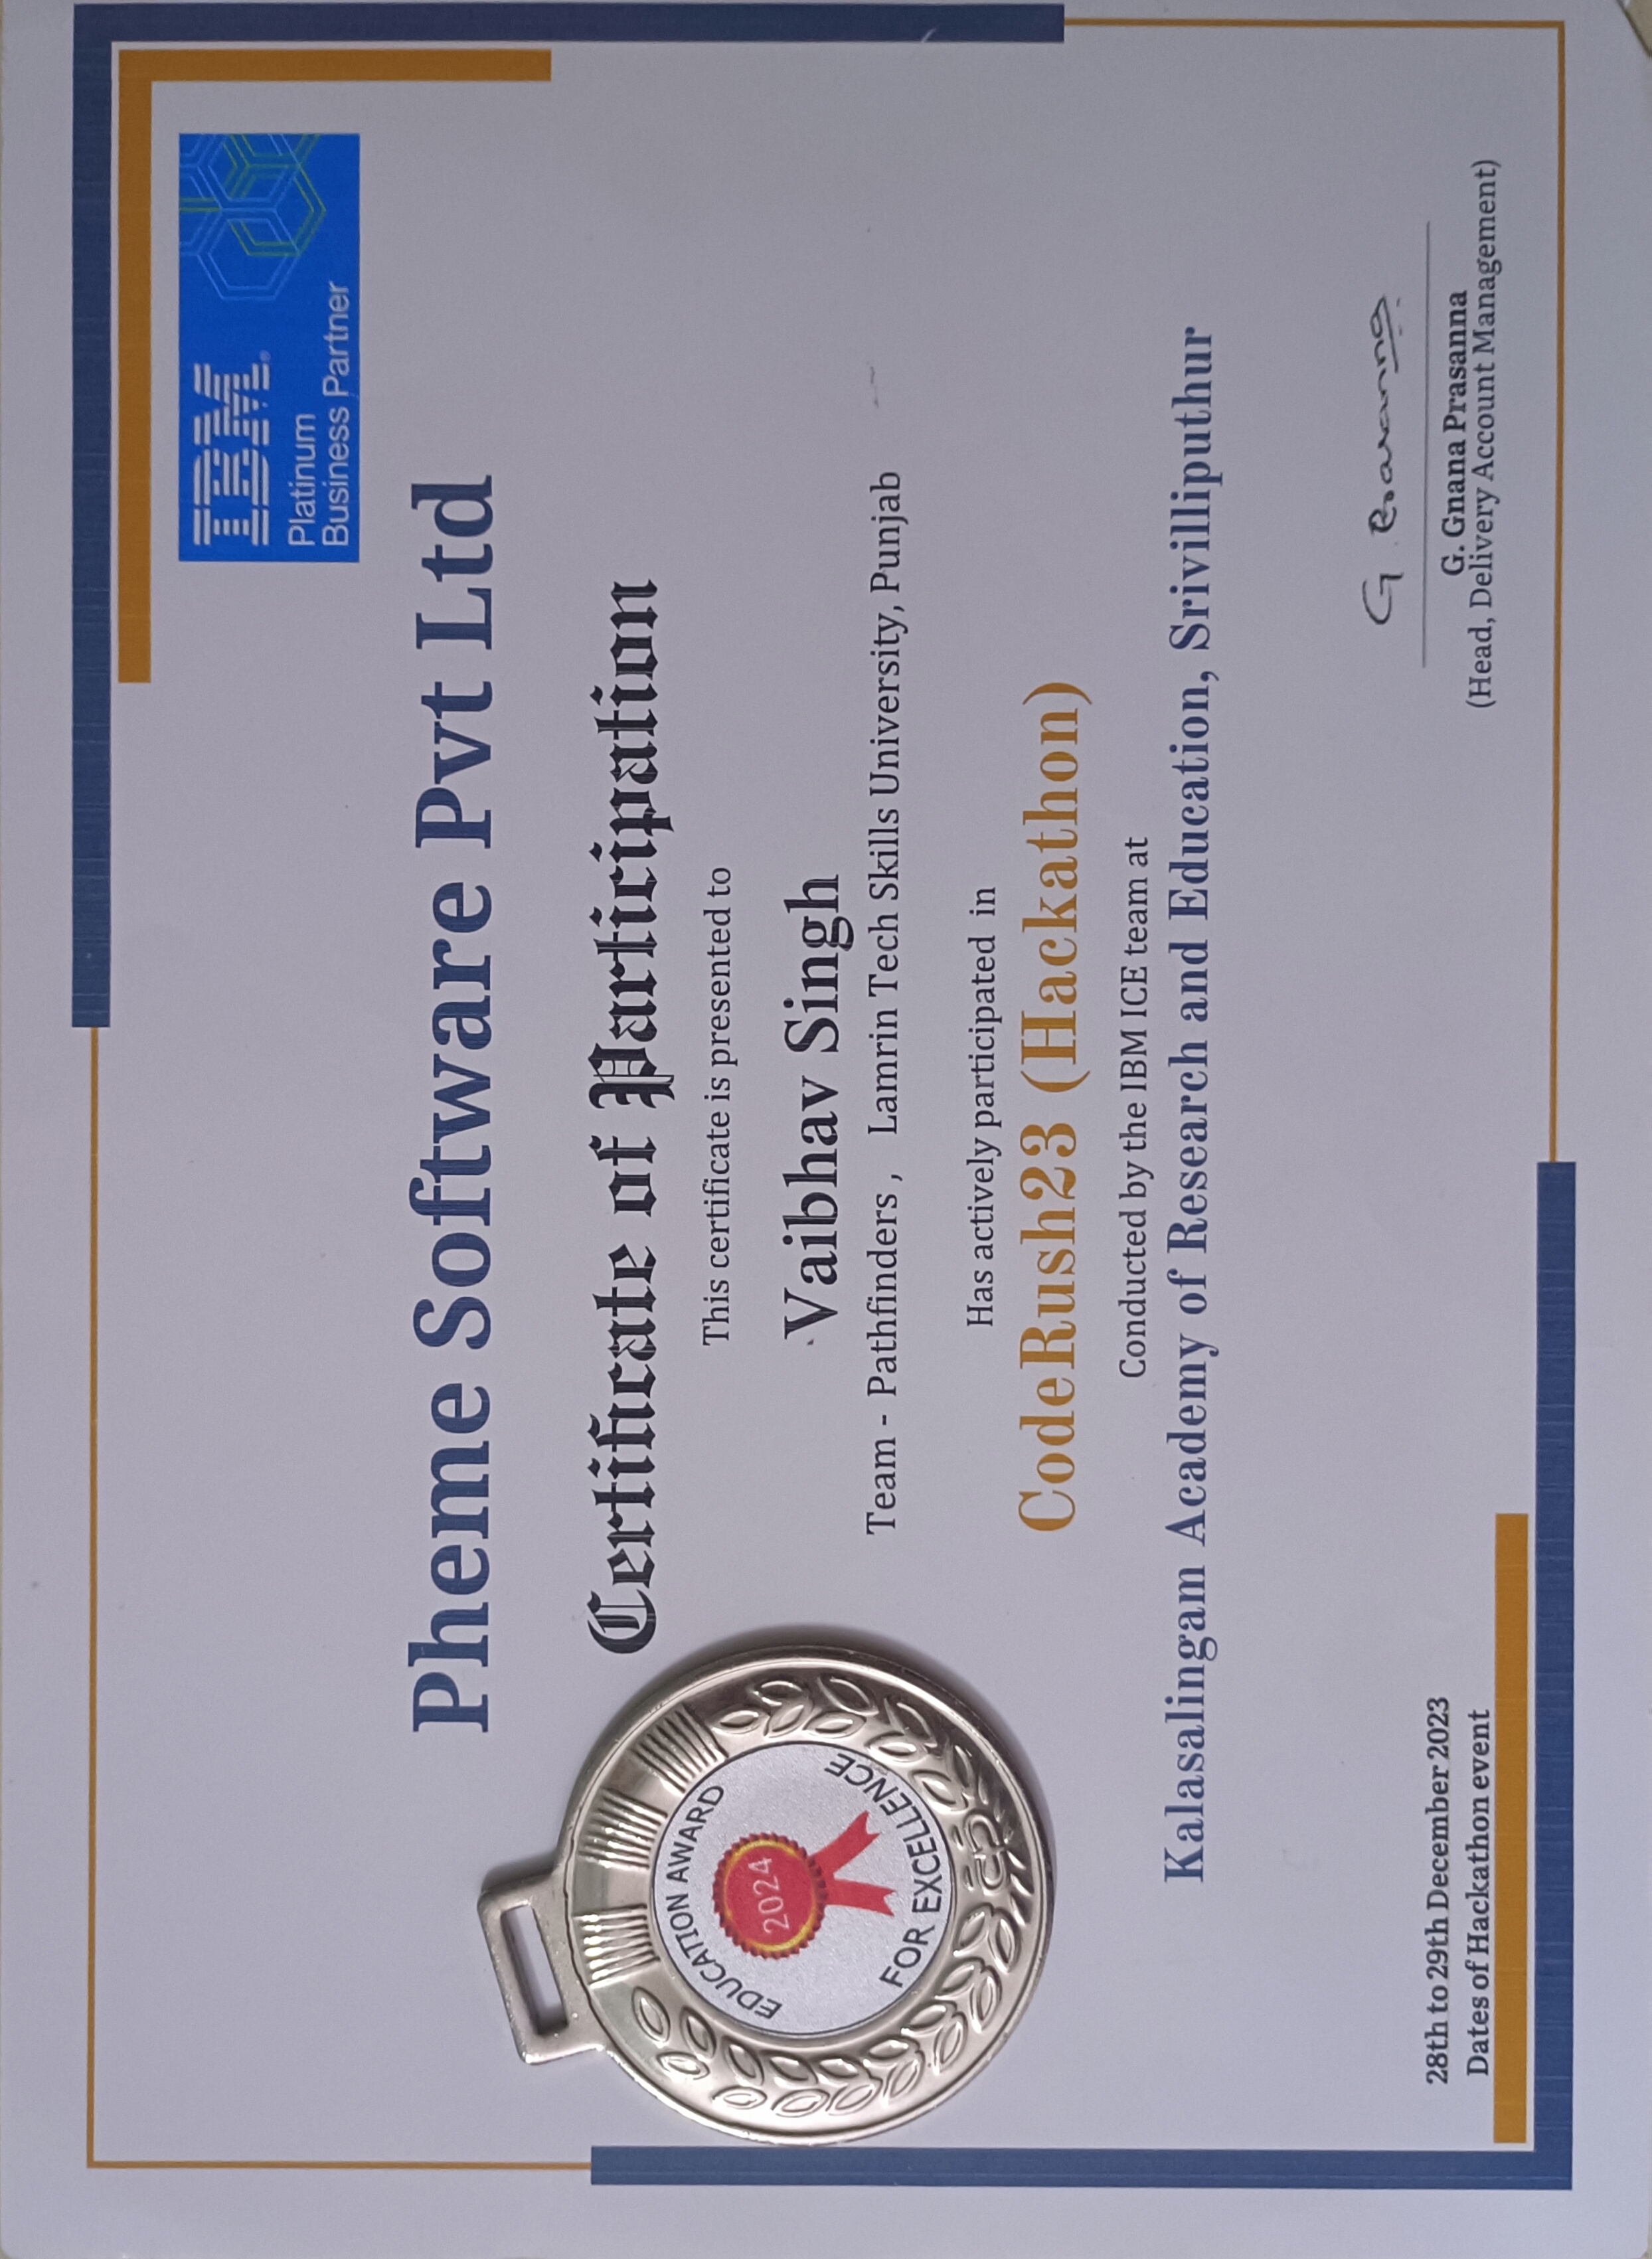 IBM®
Platinum
Business Partner
Pheme Software Pvt Ltd
Certificate of Participation
This certificate is presented to
Vaibhav Singh
Team - Pathfinders , Lamrin Tech Skills University, Punjab
Has actively participated in
CodeRush23 (Hackathon)
Conducted by the IBM ICE team at
Kalasalingam Academy of Research and Education, Srivilliputhur
EDUCATION AWARD
2024
FOR EXCELLENCE
28th to 29th December 2023
Dates of Hackathon event
G. Prasanna
G. Gnana Prasanna
(Head, Delivery Account Management)